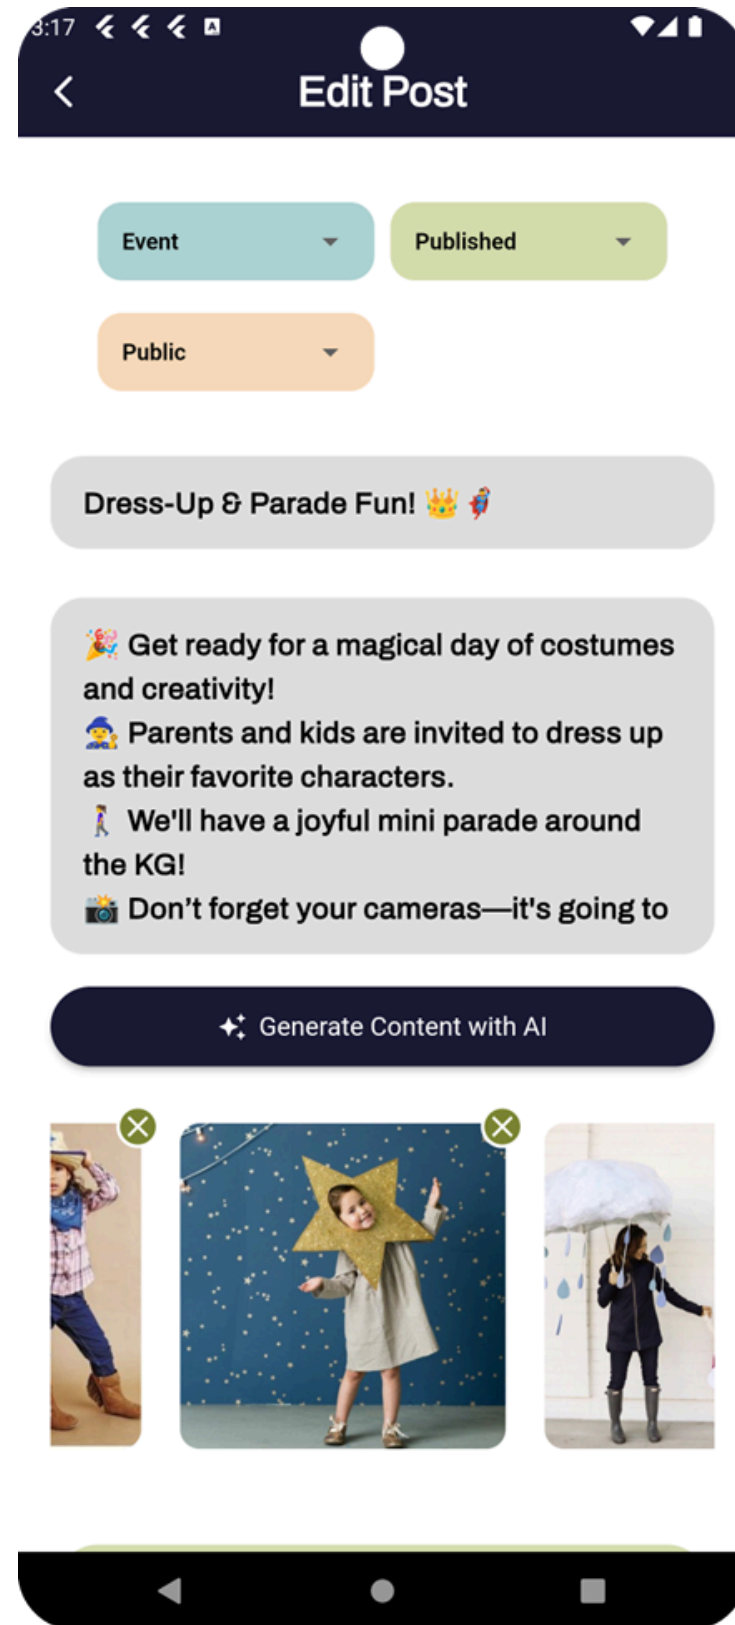 3:17
Edit Post
Event
Published
Public
Dress-Up & Parade Fun! 👑 🦸
🎉 Get ready for a magical day of costumes
and creativity!
🧙 Parents and kids are invited to dress up
as their favorite characters.
🚶‍♀️ We'll have a joyful mini parade around
the KG!
📸 Don’t forget your cameras—it's going to
Generate Content with AI